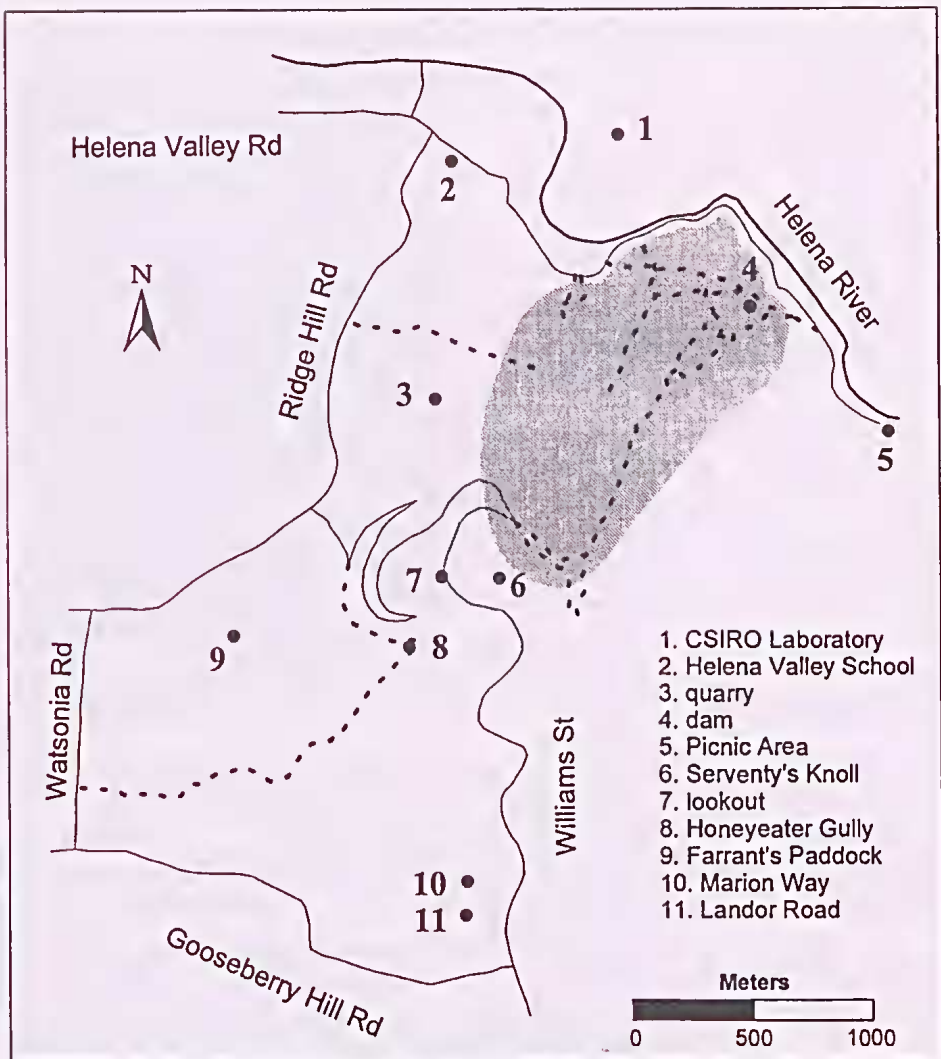 Helena Valley Rd
1
2
Helena River
N
4
Ridge Hill Rd
3
5
7
6
8
9
Watsonia Rd
Williams St
1. CSIRO Laboratory
2. Helena Valley School
3. quarry
4. dam
5. Picnic Area
6. Serventy's Knoll
7. lookout
8. Honeyeater Gully
9. Farrant's Paddock
10. Marion Way
11. Landor Road
10
11
Gooseberry Hill Rd
Meters
0 500 1000